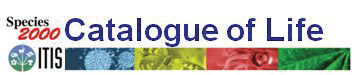 Species
2000
ITIS
Catalogue of Life